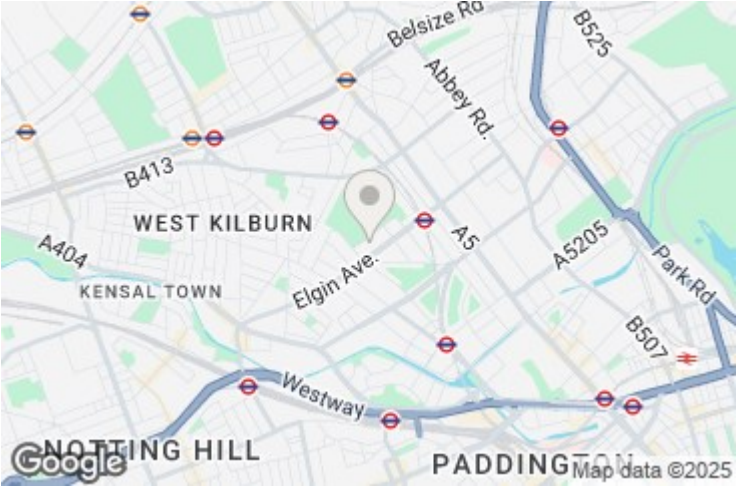 Belsize Rd
B525
Abbey Rd.
B413
WEST KILBURN
A5
A5205
A404
Park Rd
KENSAL TOWN
Elgin Ave.
B507
Westway
NOTTING HILL
PADDINGTON
Google
Map data ©2025